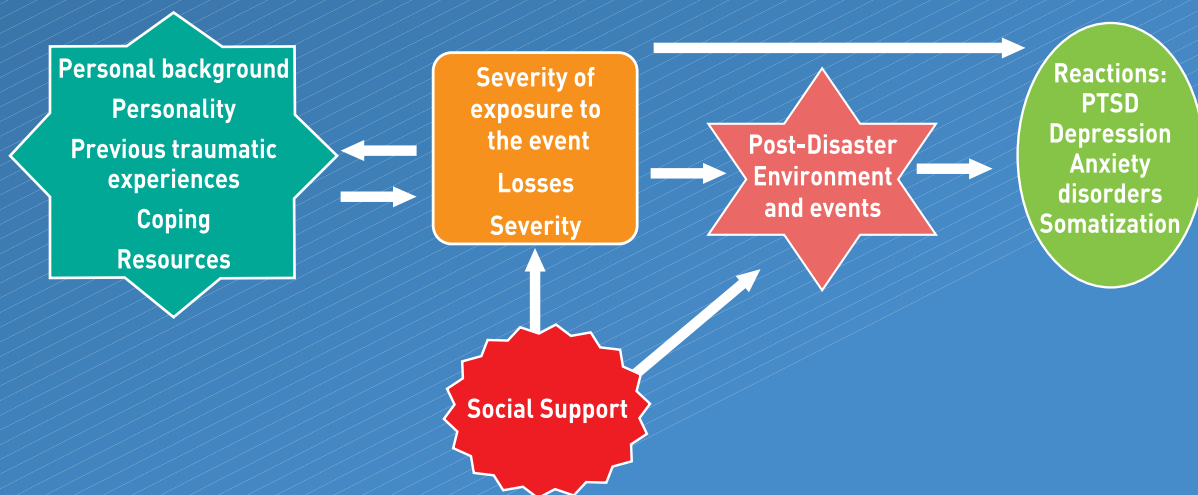 Personal background
Personality
Previous traumatic
experiences
Coping
Resources
Severity of
exposure to
the event
Losses
Severity
Post-Disaster
Environment
and events
Reactions:
PTSD
Depression
Anxiety
disorders
Somatization
Social Support